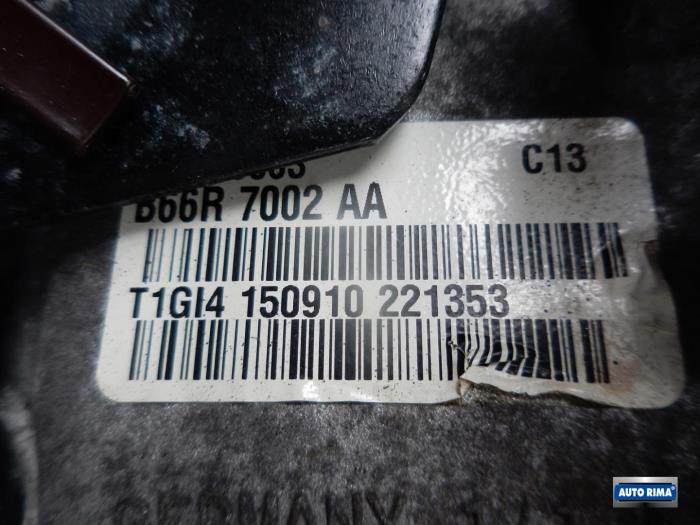 C13
B66R 7002 AA
T1GI4 150910 221353
AUTO RIMA